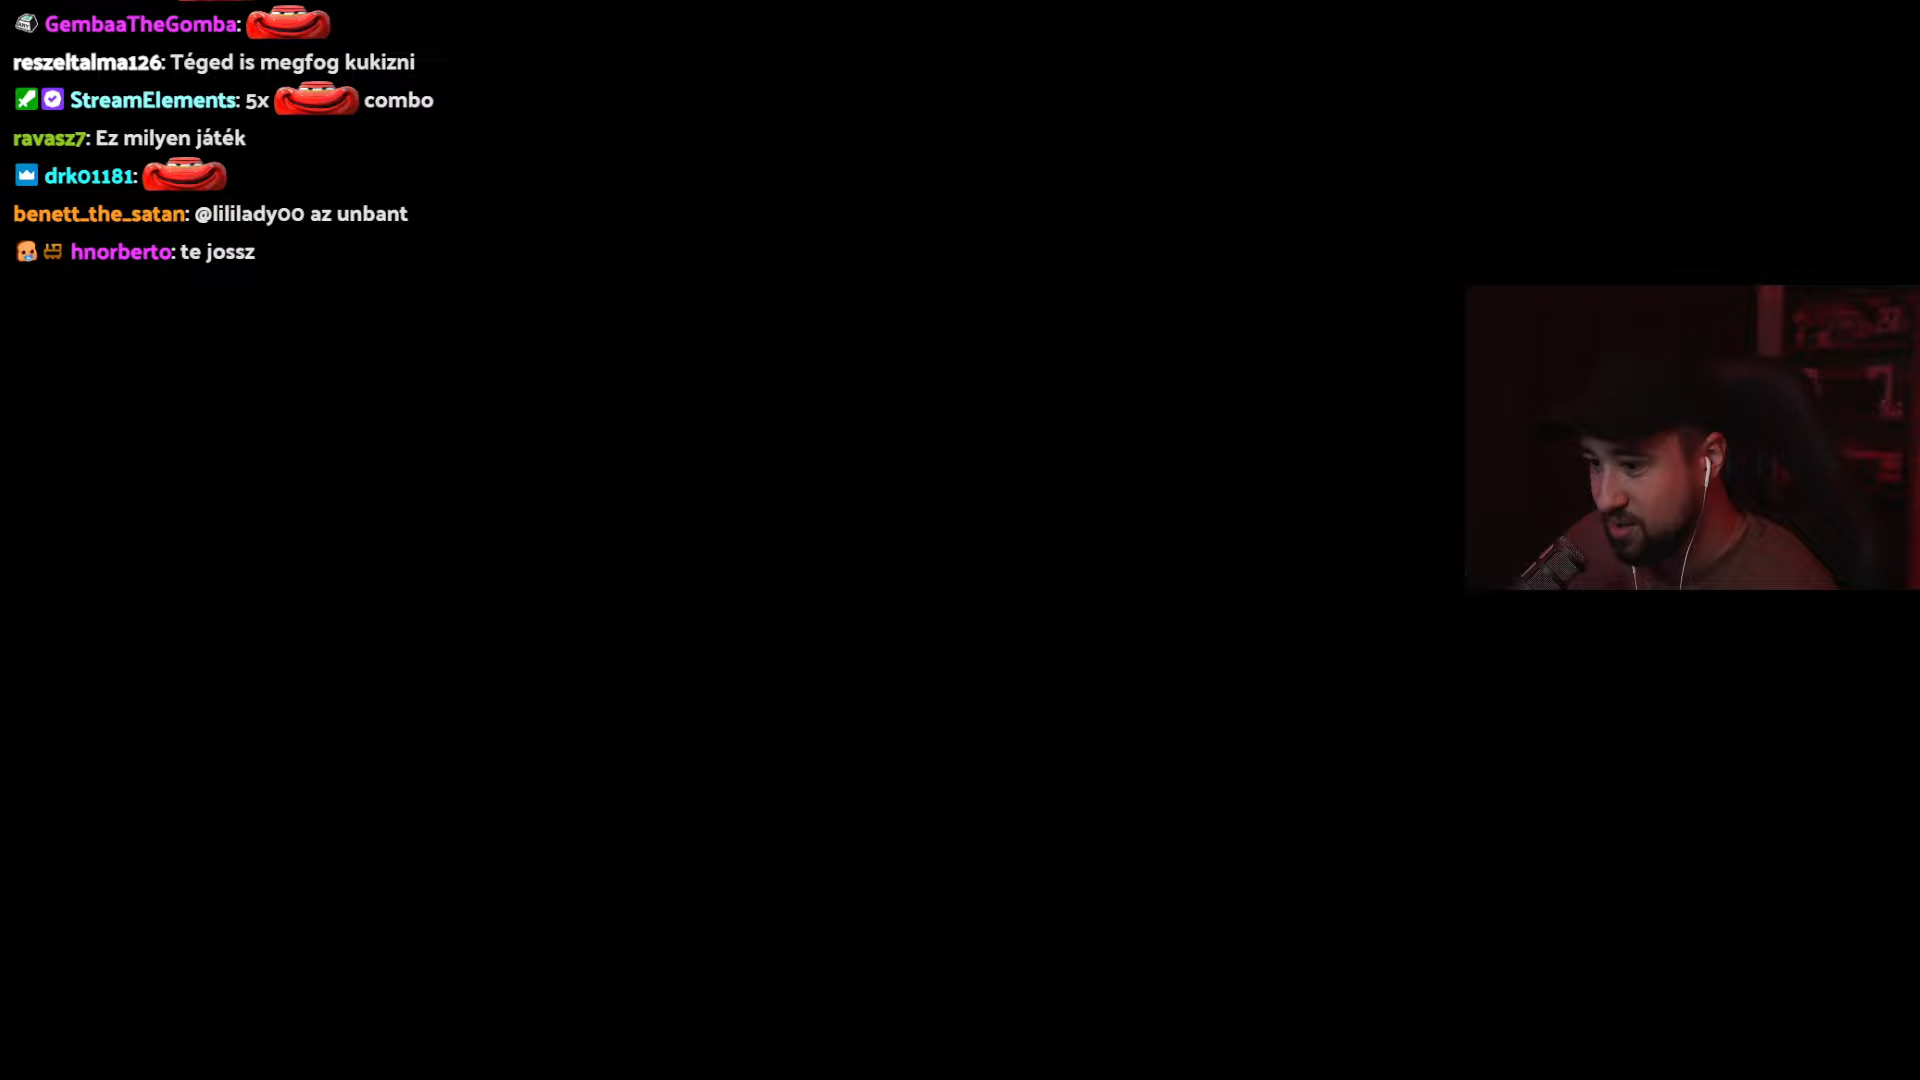 GembaaTheGomba:
reszeltalma126: Téged is megfog kukizni
StreamElements: 5x combo
ravasz7: Ez milyen játék
drk01181:
benett_the_satan: @lililady00 az unbant
hnorberto: te jossz